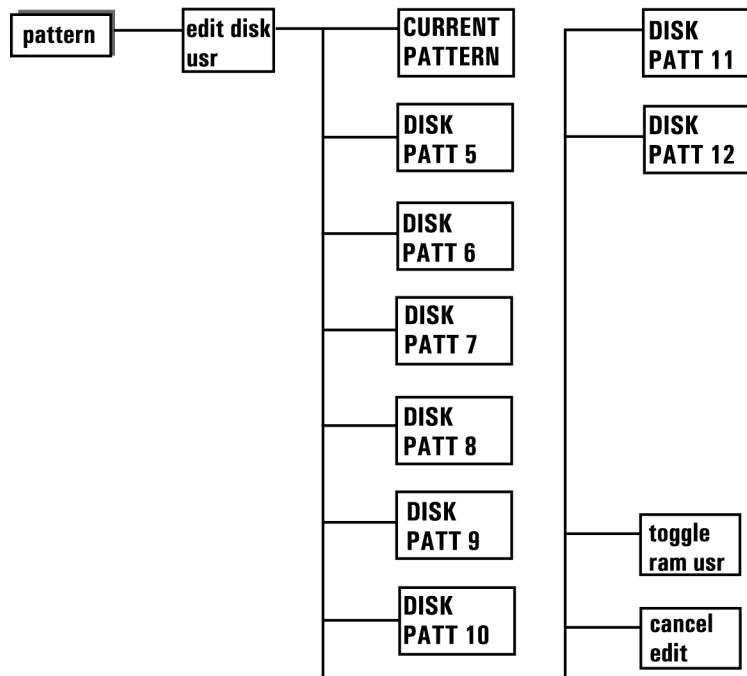 pattern
edit disk
usr
CURRENT
PATTERN
DISK
PATT 5
DISK
PATT 6
DISK
PATT 7
DISK
PATT 8
DISK
PATT 9
DISK
PATT 10
DISK
PATT 11
DISK
PATT 12
toggle
ram usr
cancel
edit